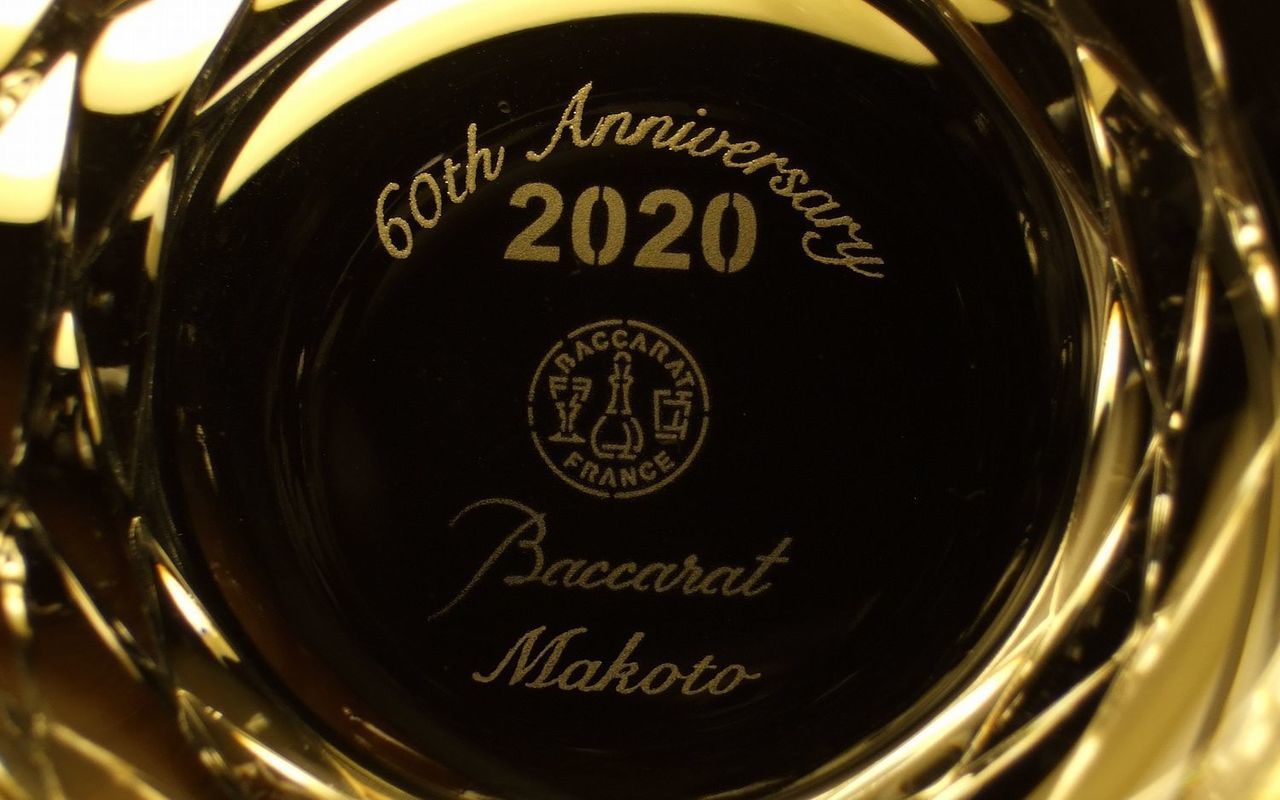 60th Anniversary
2020
BACCARAT
FRANCE
Baccarat
Makoto